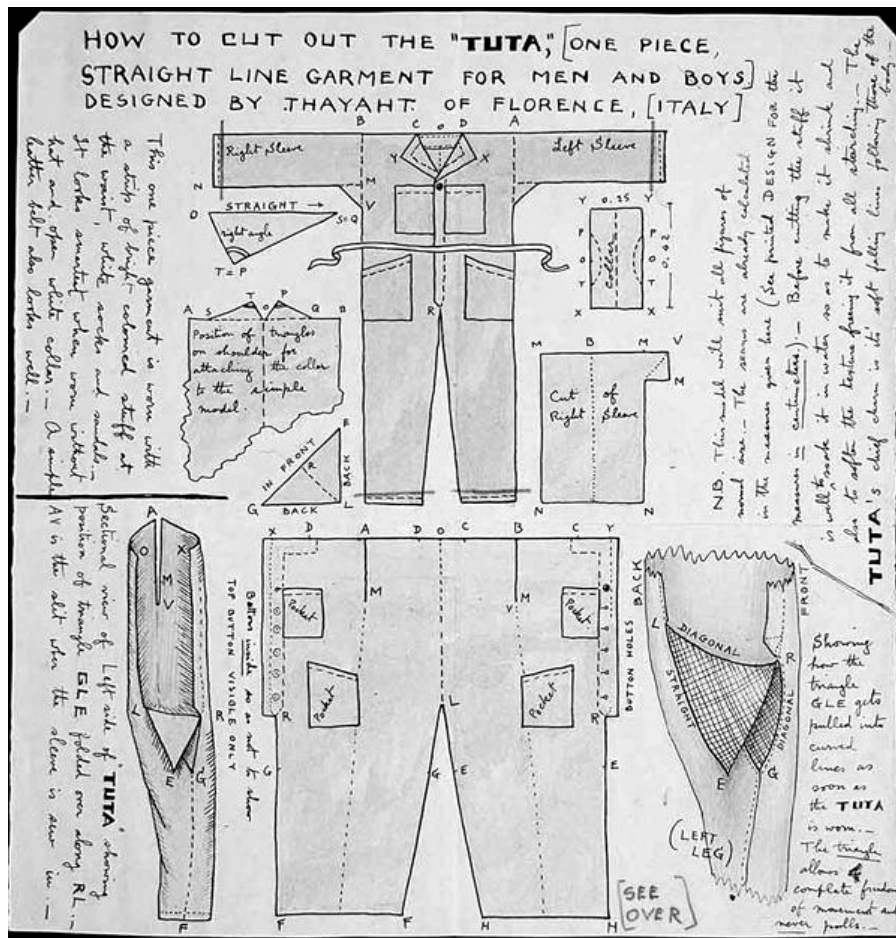 HOW TO CUT OUT THE "TUTA", [ONE PIECE,
STRAIGHT LINE GARMENT FOR MEN AND BOYS]
DESIGNED BY THAYAHT. OF FLORENCE, [ITALY]
This one piece garment is worn with
a strip of bright coloured stuff at
the waist, white socks and sandals.—
It looks smartest when worn without
hat and open white collar.— A simple
leather belt also looks well.—
B C O D A
Right Sleeve
Left Sleeve
Y X
N M
V
R
O STRAIGHT → S=Q
right angle
T=P
Y 0.25 Y
P P
O collar O
T T
X X
0.42
A S T O P Q B
Position of triangles
on shoulder for
attaching the collar
to the simple
model.
E
IN FRONT
R
BACK
G BACK L
M B M V
M
Cut of
Right Sleeve
N N
N.B. This model will suit all figures of
normal size.— The seams are already calculated
in the measures given here (See printed DESIGN for the
measures in centimetres.)— Before cutting the stuff it
is well to soak it in water so as to make it shrink and
also to soften the texture freeing it from all starching.— The
TUTA's chief charm is its soft falling lines following those of the
body.—
Sectional view of Left side of "TUTA" showing
position of triangle GLE folded over along RL.—
AV is the slit when the sleeve is sewn in.—
A
O X
M
V
L R
E G
F
TOP BUTTON VISIBLE ONLY
Buttons inside so as not to show
X D A D O C B C Y
M M
V
Pocket Pocket
Pocket Pocket
R L R
G G E E
F F H H
BUTTON HOLES
BACK
FRONT
L DIAGONAL R
STRAIGHT
DIAGONAL
E G
(LEFT
LEG)
Showing
how the
triangle
GLE gets
pulled into
curved
lines as
soon as
the TUTA
is worn.—
The triangle
allows
complete freedom
of movement and
never pulls.—
[SEE
OVER]